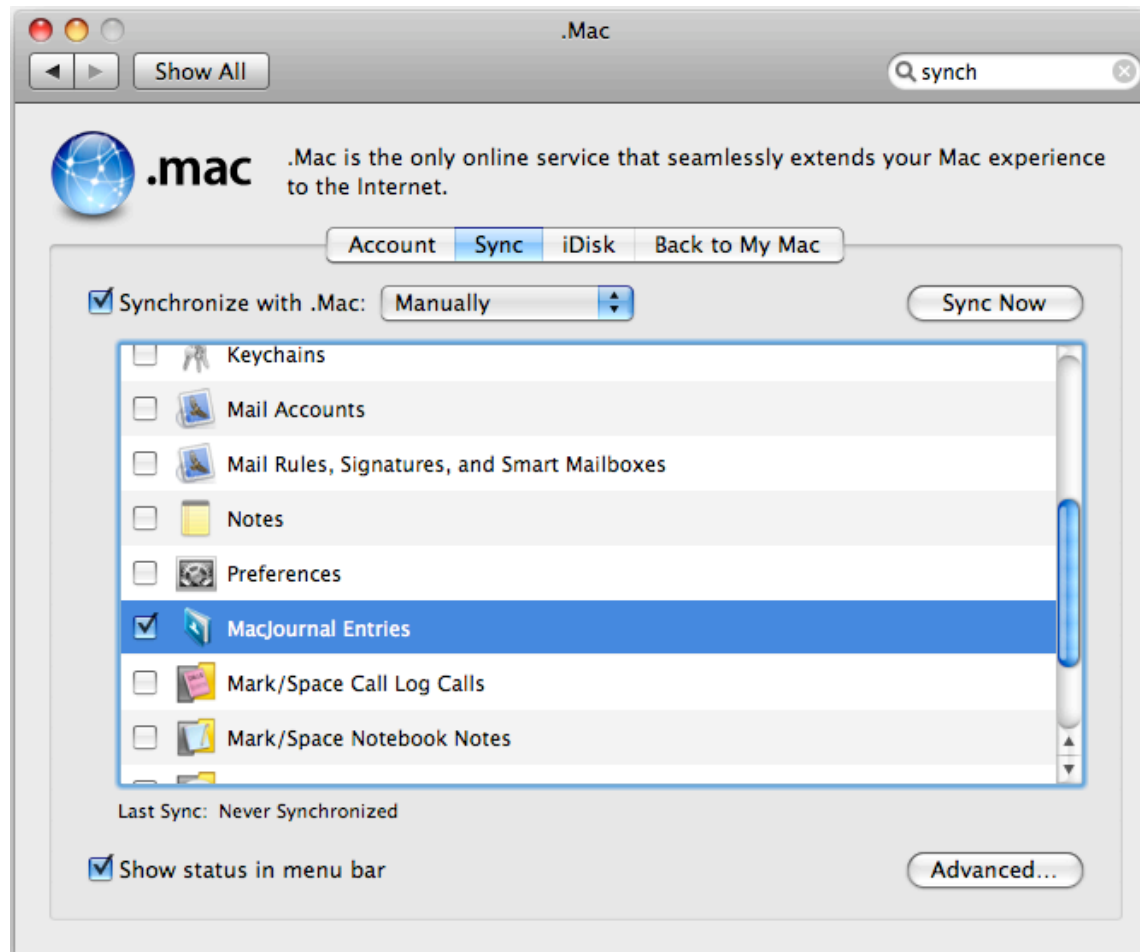 .Mac
Show All
synch
.mac
.Mac is the only online service that seamlessly extends your Mac experience
to the Internet.
Account Sync iDisk Back to My Mac
Synchronize with .Mac: Manually Sync Now
Keychains
Mail Accounts
Mail Rules, Signatures, and Smart Mailboxes
Notes
Preferences
MacJournal Entries
Mark/Space Call Log Calls
Mark/Space Notebook Notes
Last Sync: Never Synchronized
Show status in menu bar Advanced...